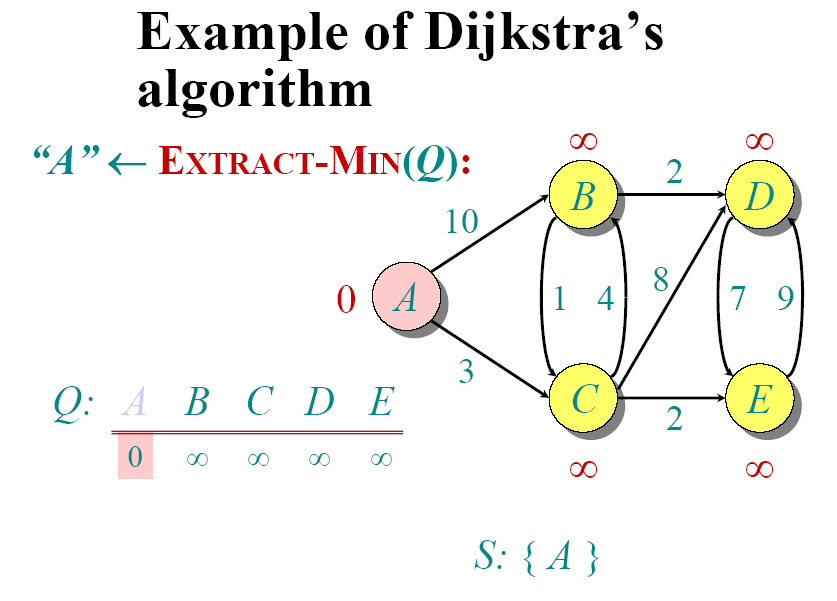 Example of Dijkstra’s
algorithm
“A” ← EXTRACT-MIN(Q):
∞ ∞
B 2 D
10
0 A
1 4 8 7 9
3
Q: A B C D E
C 2 E
0 ∞ ∞ ∞ ∞
∞ ∞
S: { A }